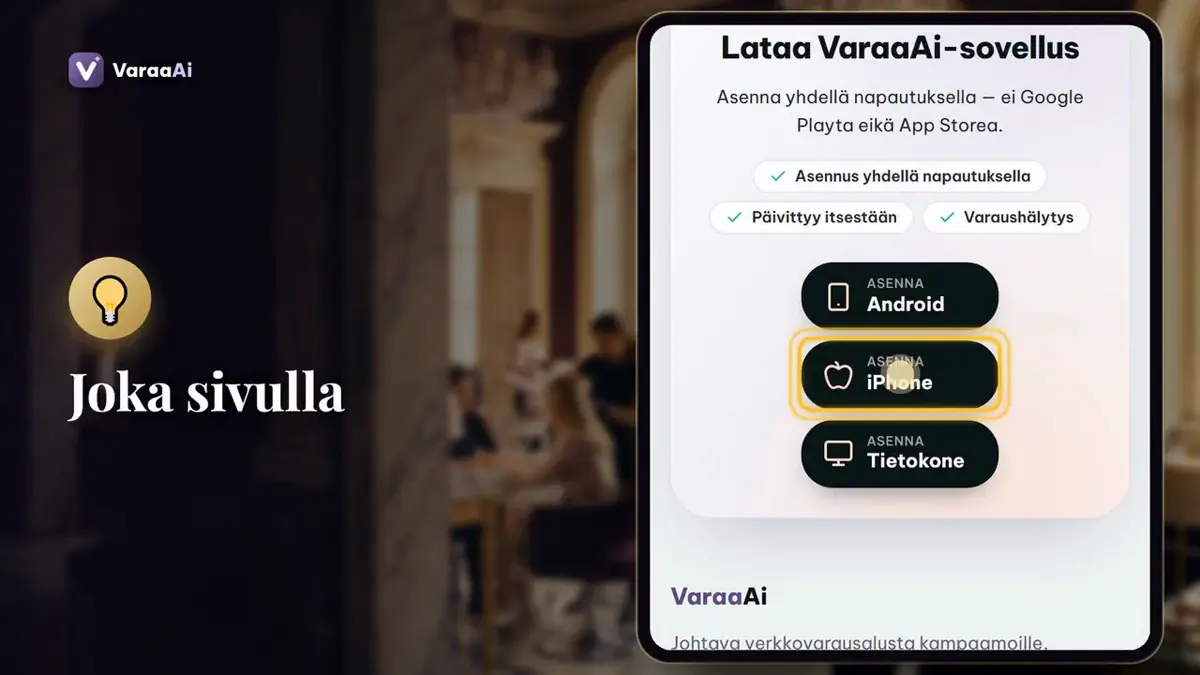 VaraaAi
Joka sivulla
Lataa VaraaAi-sovellus
Asenna yhdellä napautuksella — ei Google
Playta eikä App Storea.
Asennus yhdellä napautuksella
Päivittyy itsestään
Varaushälytys
ASENNA
Android
ASENNA
iPhone
ASENNA
Tietokone
VaraaAi
Johtava verkkovarausalusta kampaamoille,